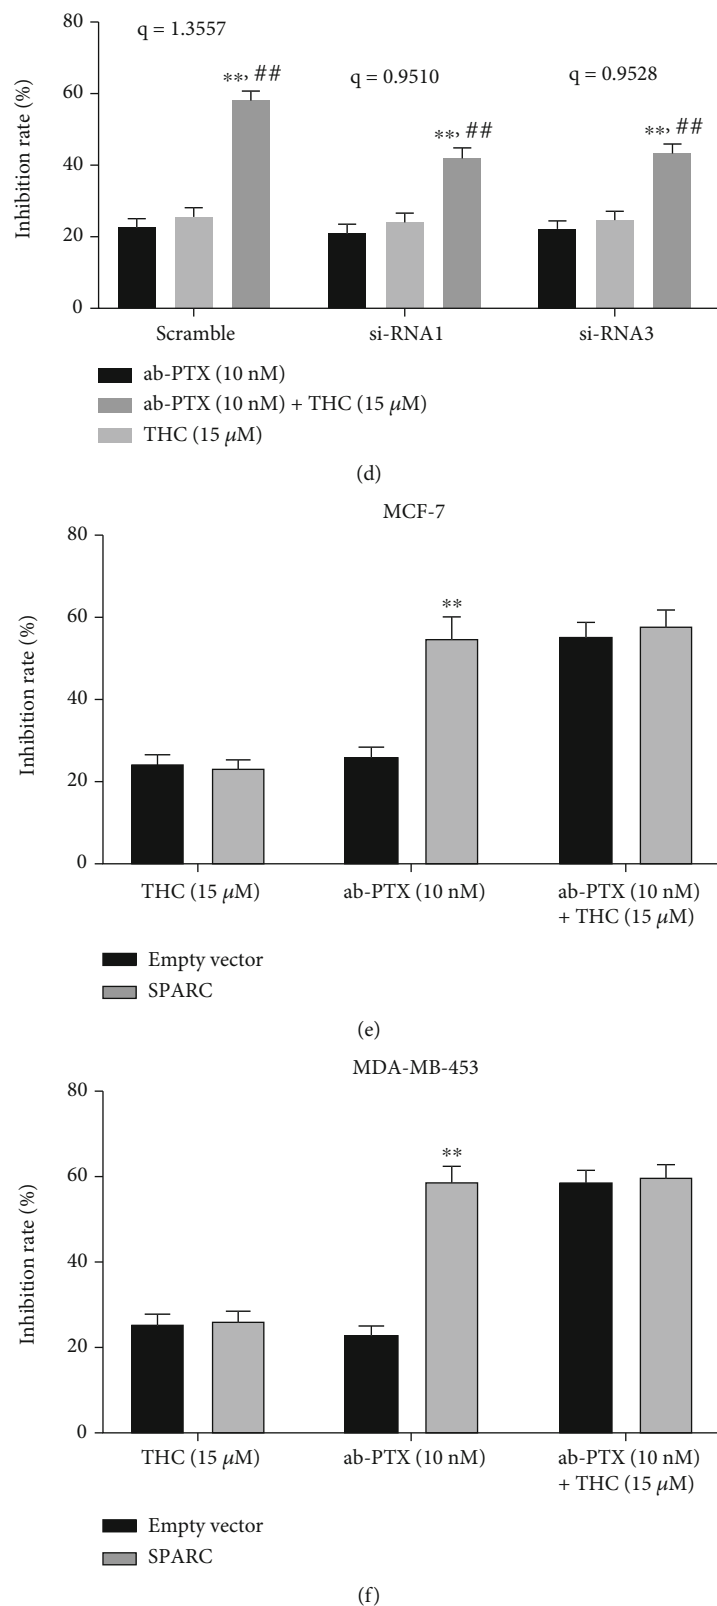 80
60
40
20
0
Inhibition rate (%)
q = 1.3557
q = 0.9510
q = 0.9528
**, ##
**, ##
**, ##
Scramble
si-RNA1
si-RNA3
ab-PTX (10 nM)
ab-PTX (10 nM) + THC (15 μM)
THC (15 μM)
(d)
MCF-7
80
60
40
20
0
Inhibition rate (%)
**
THC (15 μM)
ab-PTX (10 nM)
ab-PTX (10 nM)
+ THC (15 μM)
Empty vector
SPARC
(e)
MDA-MB-453
80
60
40
20
0
Inhibition rate (%)
**
THC (15 μM)
ab-PTX (10 nM)
ab-PTX (10 nM)
+ THC (15 μM)
Empty vector
SPARC
(f)